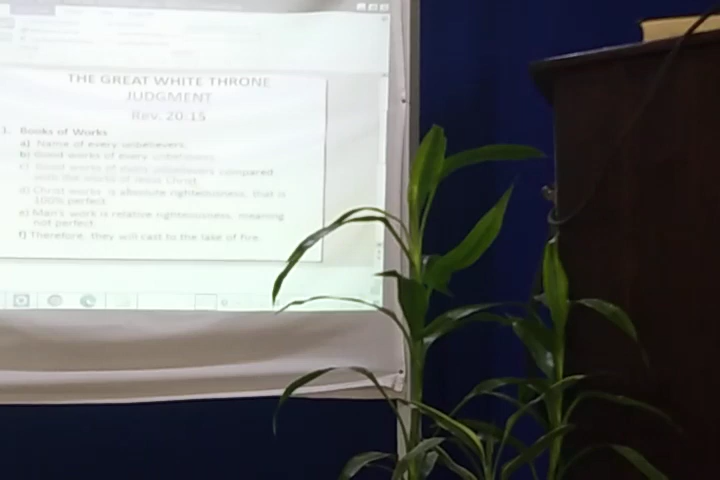 THE GREAT WHITE THRONE
JUDGMENT
Rev. 20:15
1. Books of Works
a) Name of every unbelievers.
b) Good works of every unbelievers.
c) Good works of every unbelievers compared
with the works of Jesus Christ.
d) Christ works is absolute righteousness, that is
100% perfect.
e) Man's work is relative righteousness, meaning
not perfect.
f) Therefore, they will cast to the lake of fire.